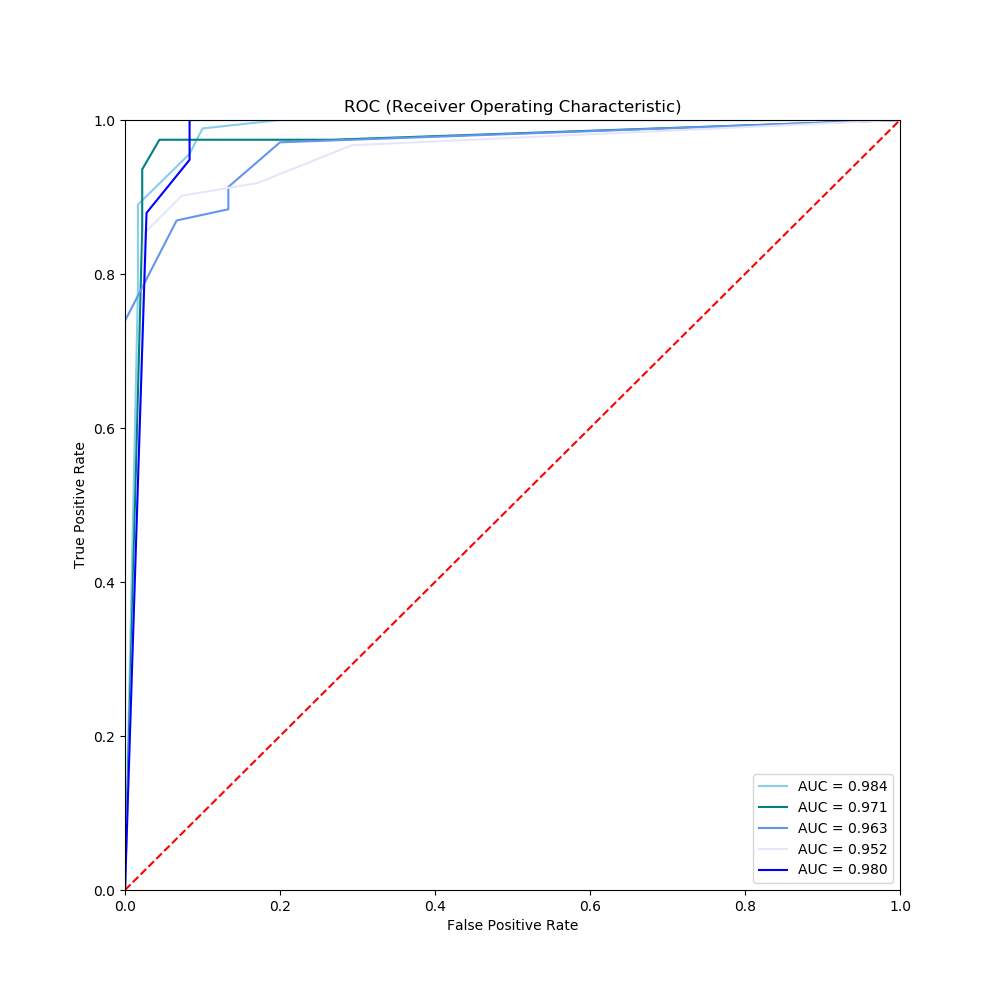 ROC (Receiver Operating Characteristic)
1.0
0.8
0.6
0.4
0.2
0.0
True Positive Rate
AUC = 0.984
AUC = 0.971
AUC = 0.963
AUC = 0.952
AUC = 0.980
0.0 0.2 0.4 0.6 0.8 1.0
False Positive Rate